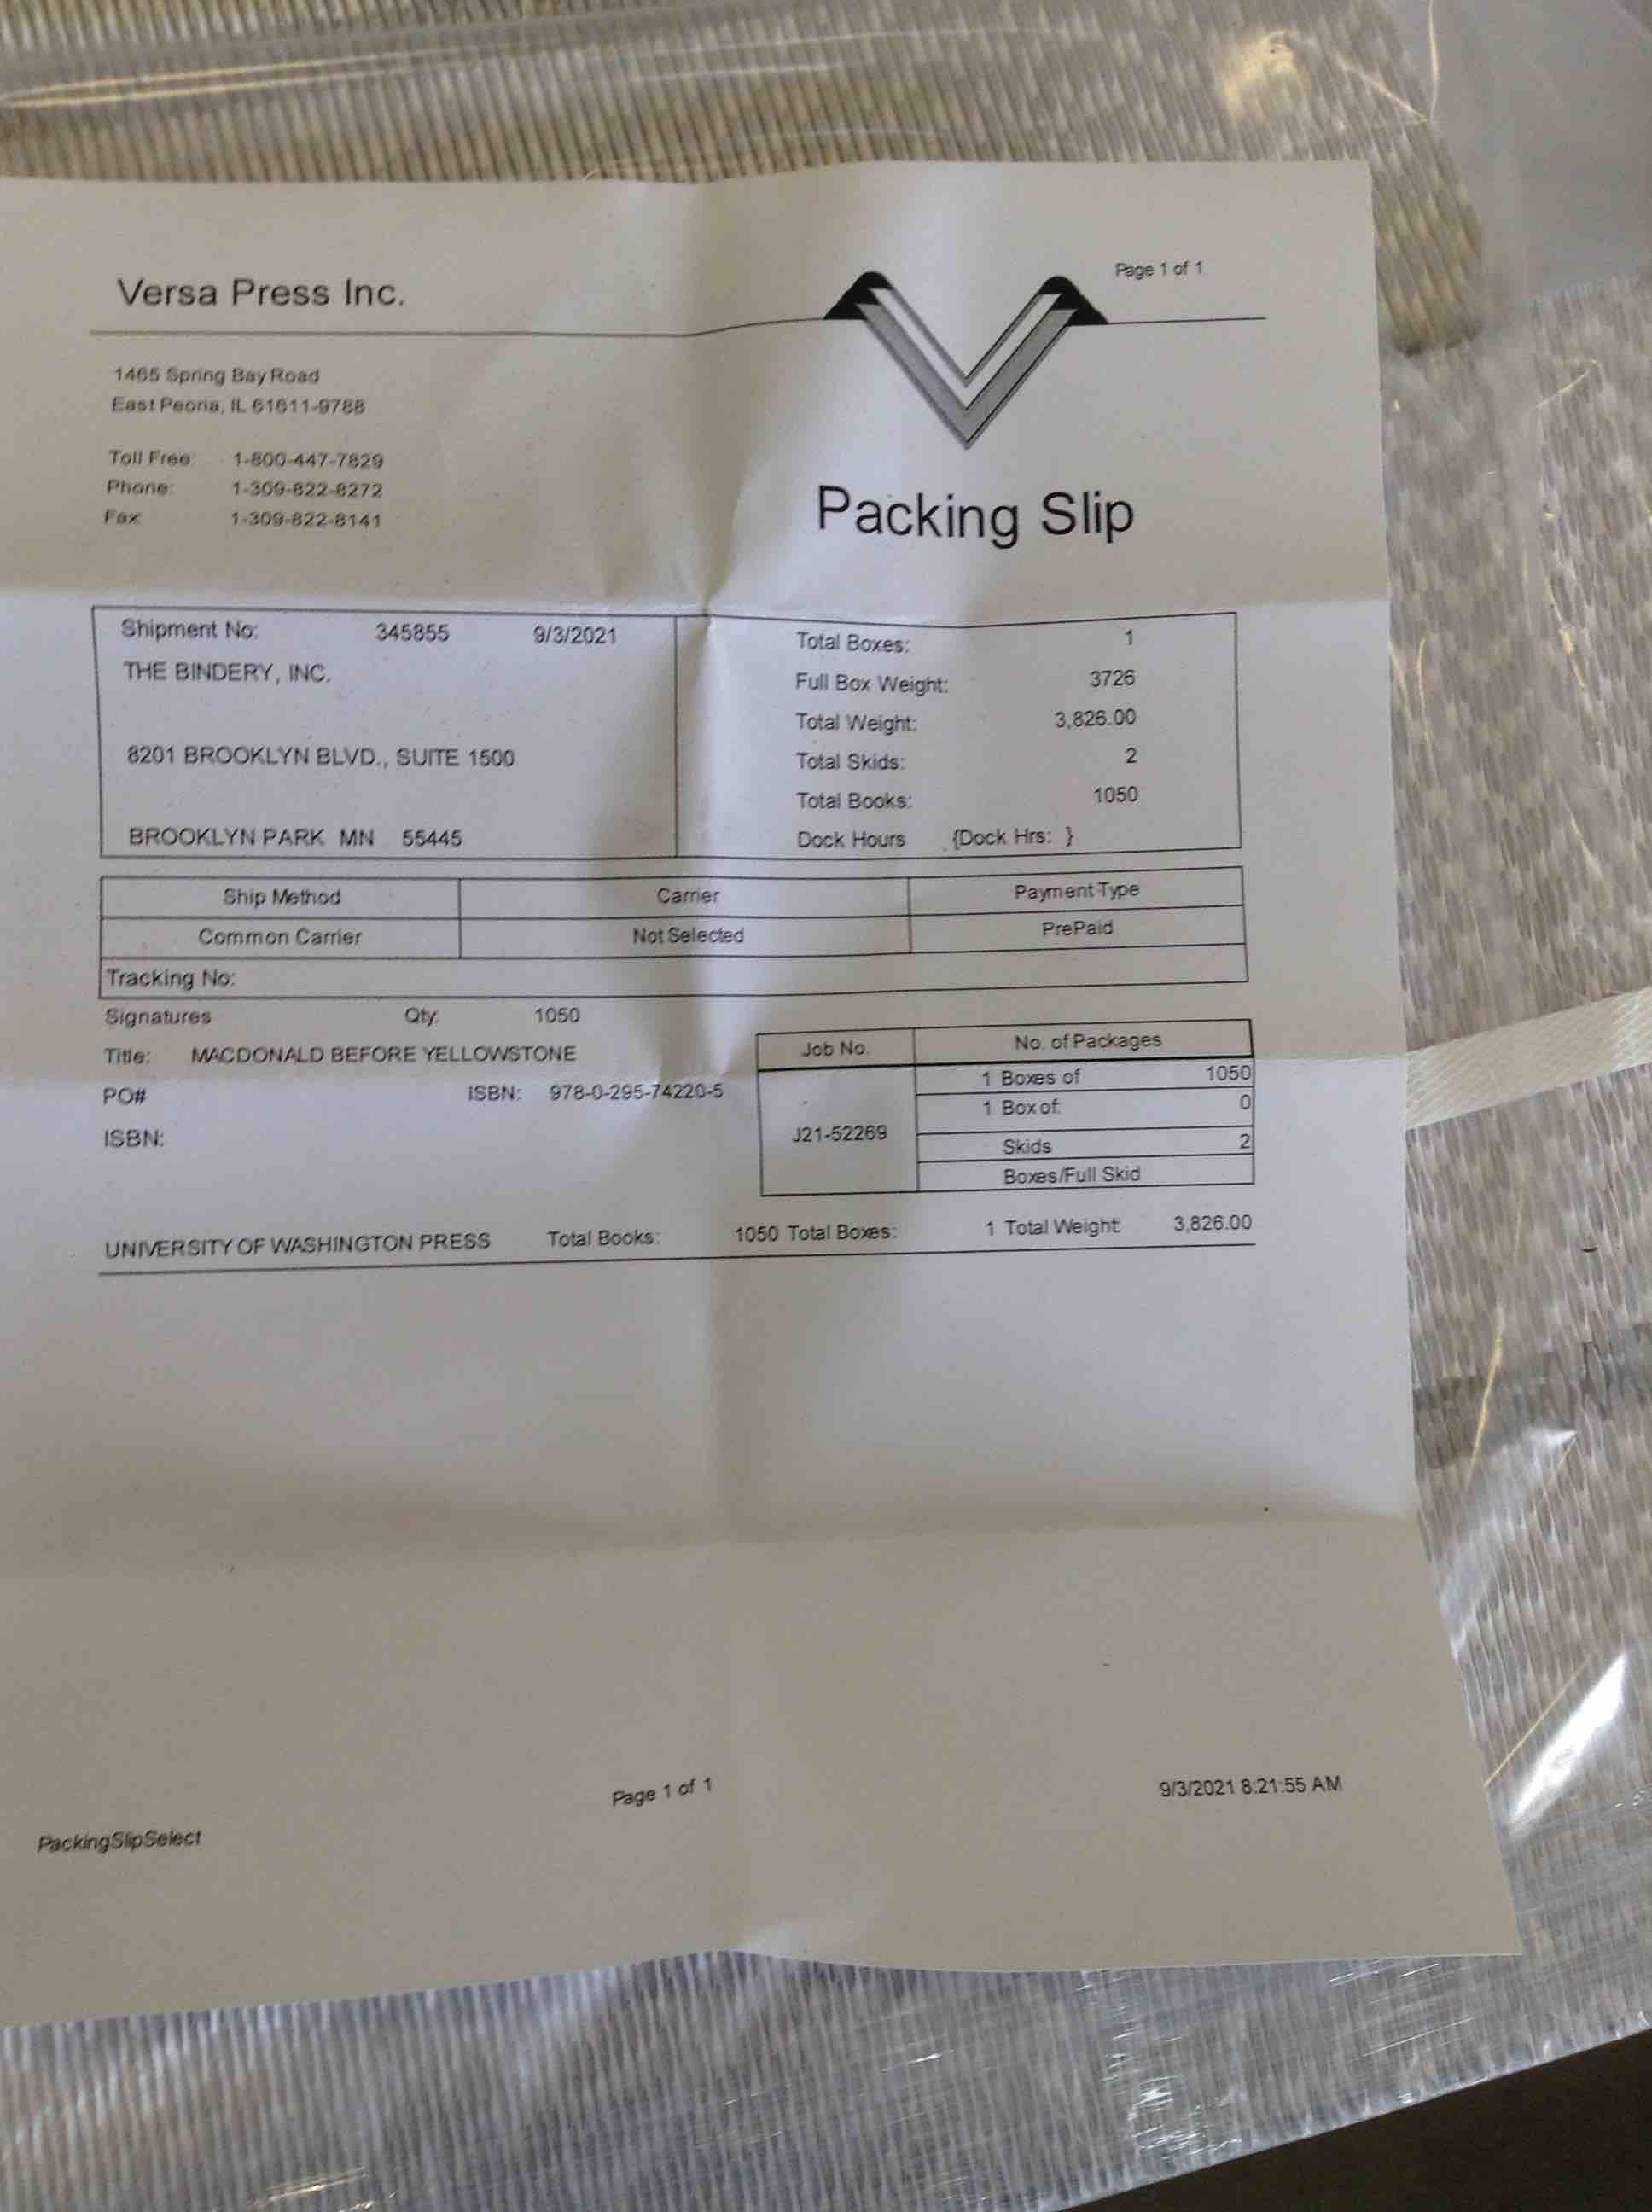 Page 1 of 1
Versa Press Inc.
1465 Spring Bay Road
East Peoria, IL 61611-9788
Toll Free: 1-800-447-7829
Phone: 1-309-822-8272
Fax: 1-309-822-8141
Packing Slip
Shipment No: 345855 9/3/2021
THE BINDERY, INC.
8201 BROOKLYN BLVD., SUITE 1500
BROOKLYN PARK MN 55445
Total Boxes: 1
Full Box Weight: 3726
Total Weight: 3,826.00
Total Skids: 2
Total Books: 1050
Dock Hours {Dock Hrs: }
Ship Method Carrier Payment Type
Common Carrier Not Selected PrePaid
Tracking No:
Signatures Qty: 1050
Title: MACDONALD BEFORE YELLOWSTONE
PO# ISBN: 978-0-295-74220-5
ISBN:
Job No. No. of Packages
J21-52269
1 Boxes of 1050
1 Box of: 0
Skids 2
Boxes/Full Skid
UNIVERSITY OF WASHINGTON PRESS Total Books: 1050 Total Boxes: 1 Total Weight: 3,826.00
Page 1 of 1
9/3/2021 8:21:55 AM
PackingSlipSelect